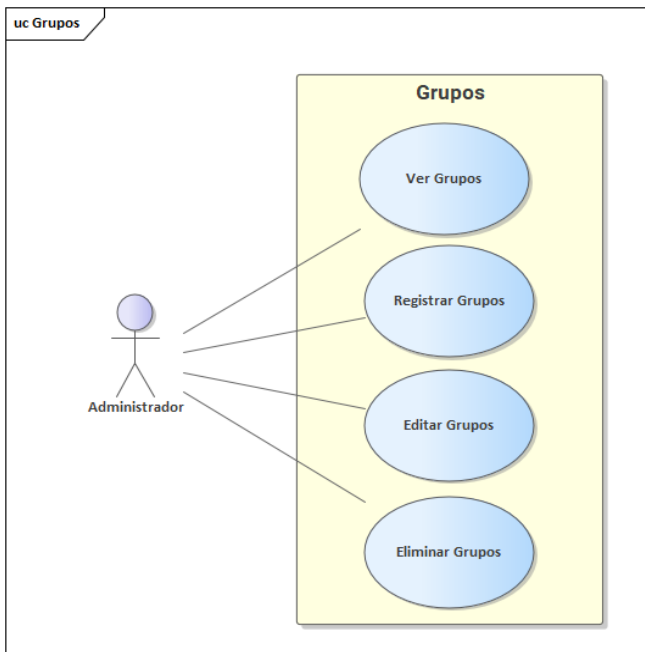 uc Grupos
Grupos
Ver Grupos
Registrar Grupos
Administrador
Editar Grupos
Eliminar Grupos